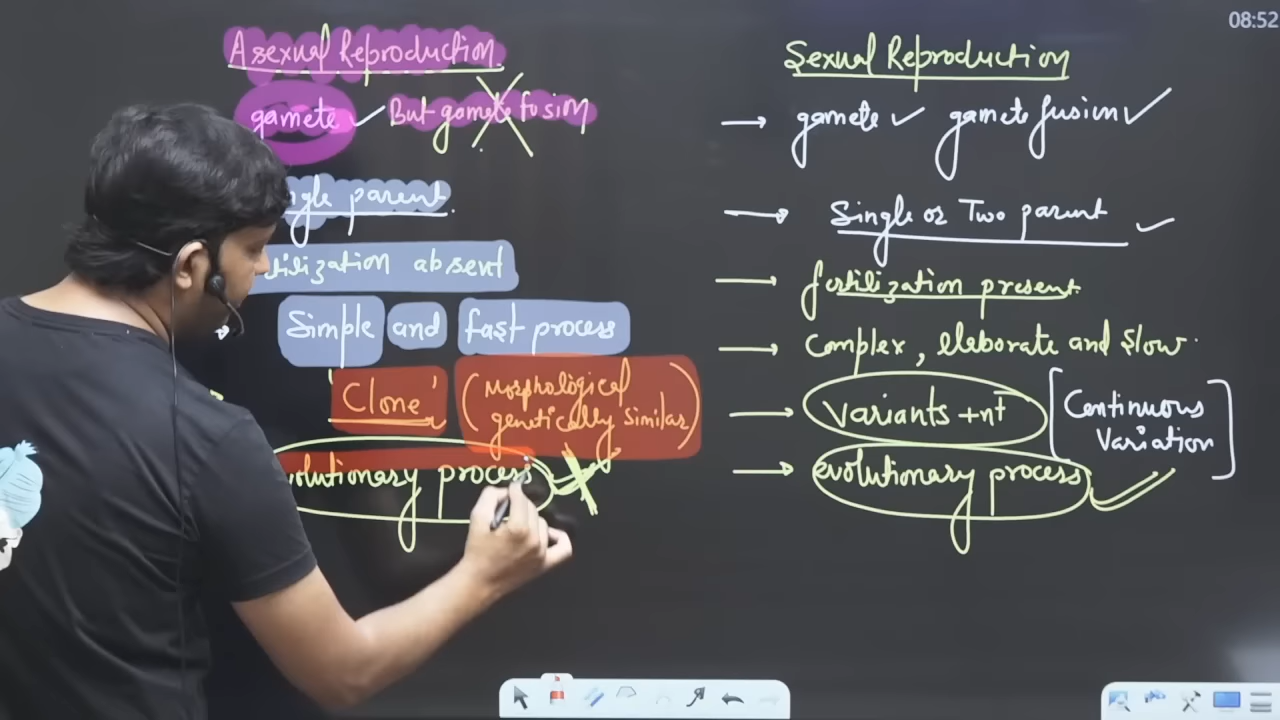 08:52
Asexual Reproduction
gamete ✓ But gamete fusion
parent.
absent
Simple and fast process
'Clone' (Morphological
genetically similar)
process
Sexual Reproduction
→ gamete ✓ gamete fusion ✓
→ Single or Two parent ✓
→ fertilization present.
→ Complex, elaborate and slow.
→ Variants +nt [Continuous
Variation]
→ evolutionary process ✓